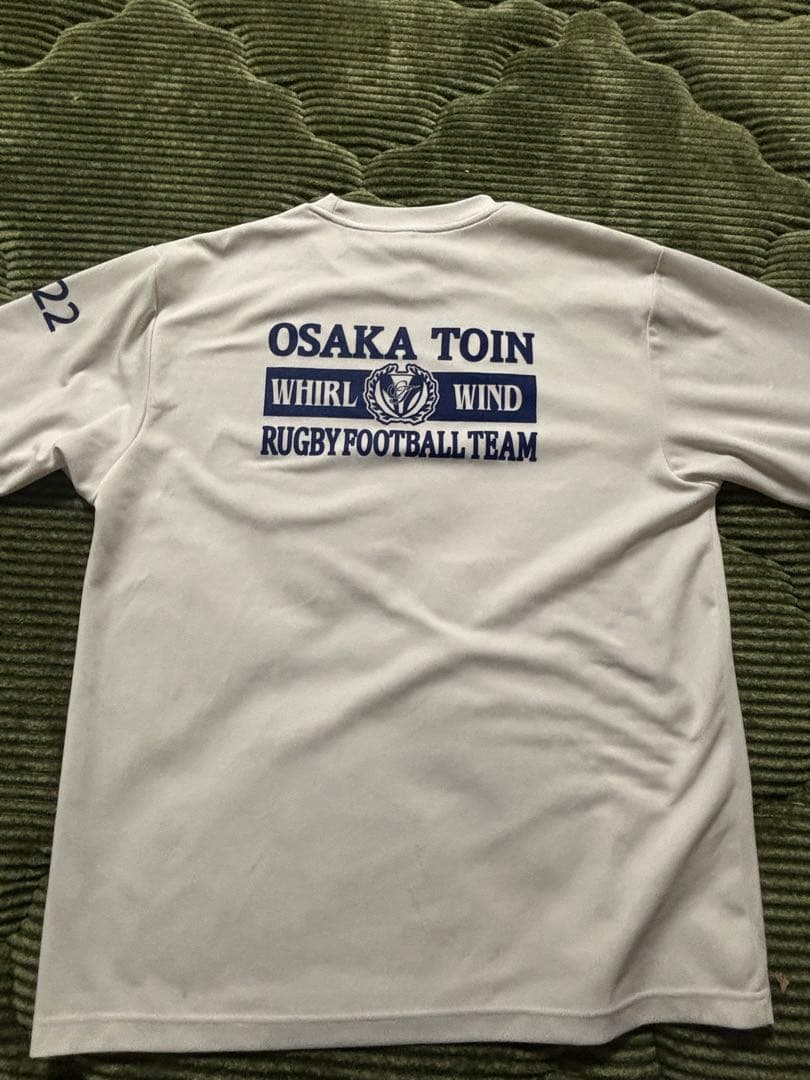 22
OSAKA TOIN
WHIRL WIND
RUGBY FOOTBALL TEAM